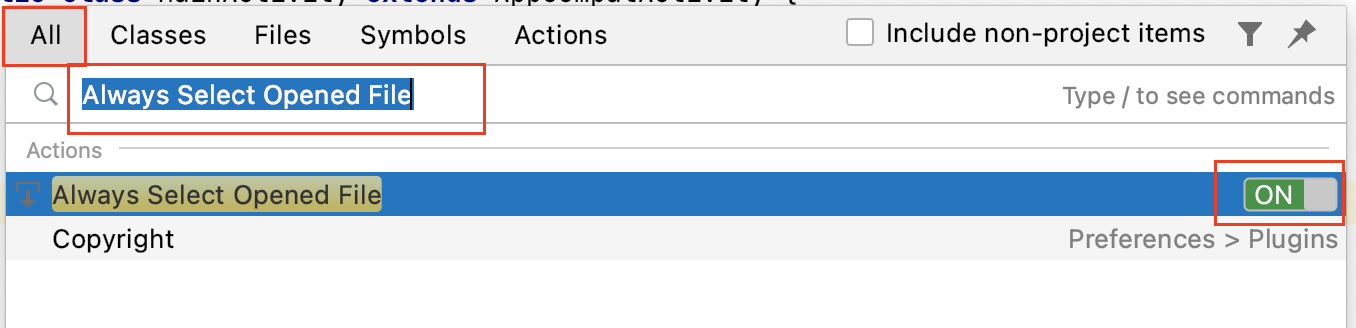 All Classes Files Symbols Actions Include non-project items
Always Select Opened File Type / to see commands
Actions
Always Select Opened File ON
Copyright Preferences > Plugins